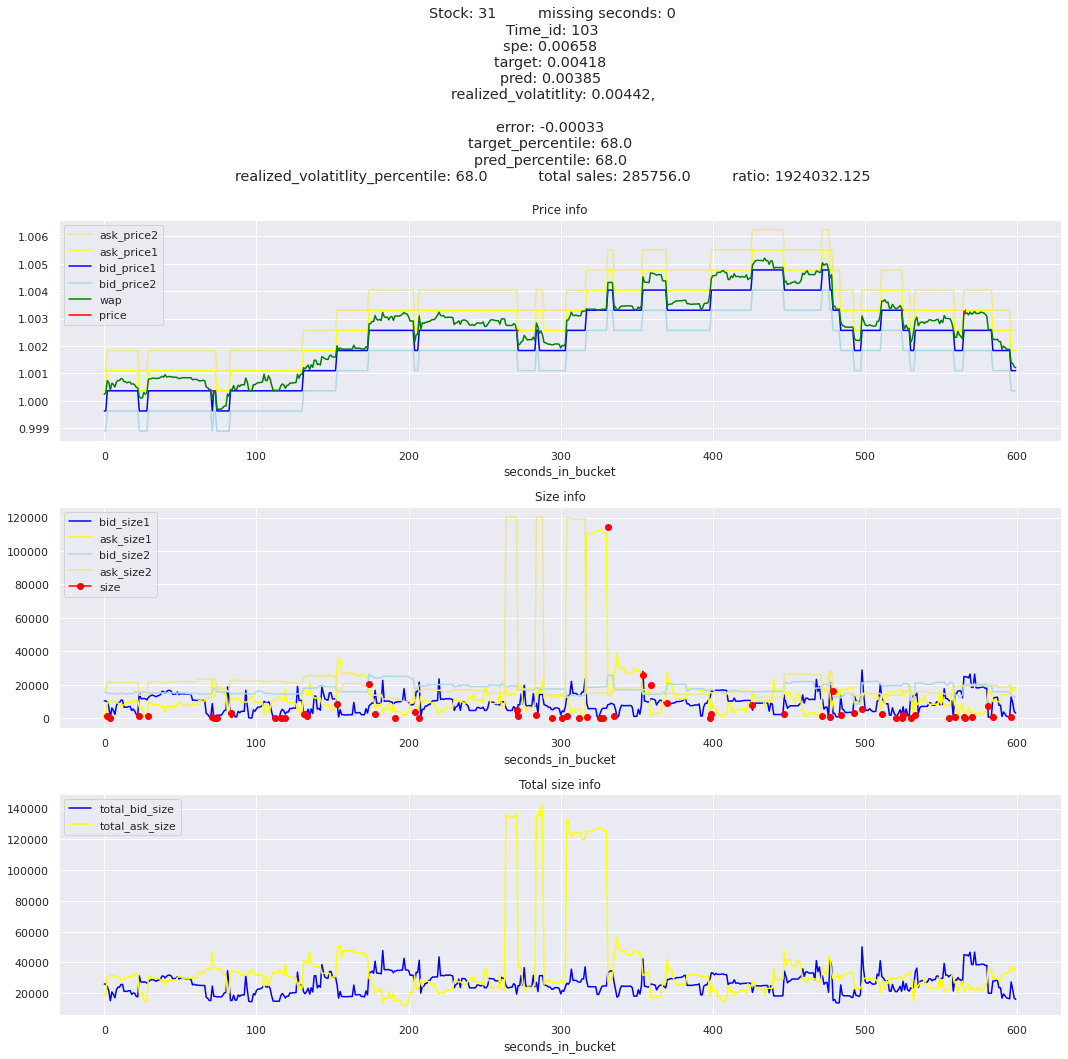 Stock: 31 missing seconds: 0
Time_id: 103
spe: 0.00658
target: 0.00418
pred: 0.00385
realized_volatitlity: 0.00442,
error: -0.00033
target_percentile: 68.0
pred_percentile: 68.0
realized_volatitlity_percentile: 68.0 total sales: 285756.0 ratio: 1924032.125
Price info
ask_price2
ask_price1
bid_price1
bid_price2
wap
price
1.006
1.005
1.004
1.003
1.002
1.001
1.000
0.999
0 100 200 300 400 500 600
seconds_in_bucket
Size info
bid_size1
ask_size1
bid_size2
ask_size2
size
120000
100000
80000
60000
40000
20000
0
0 100 200 300 400 500 600
seconds_in_bucket
Total size info
total_bid_size
total_ask_size
140000
120000
100000
80000
60000
40000
20000
0 100 200 300 400 500 600
seconds_in_bucket